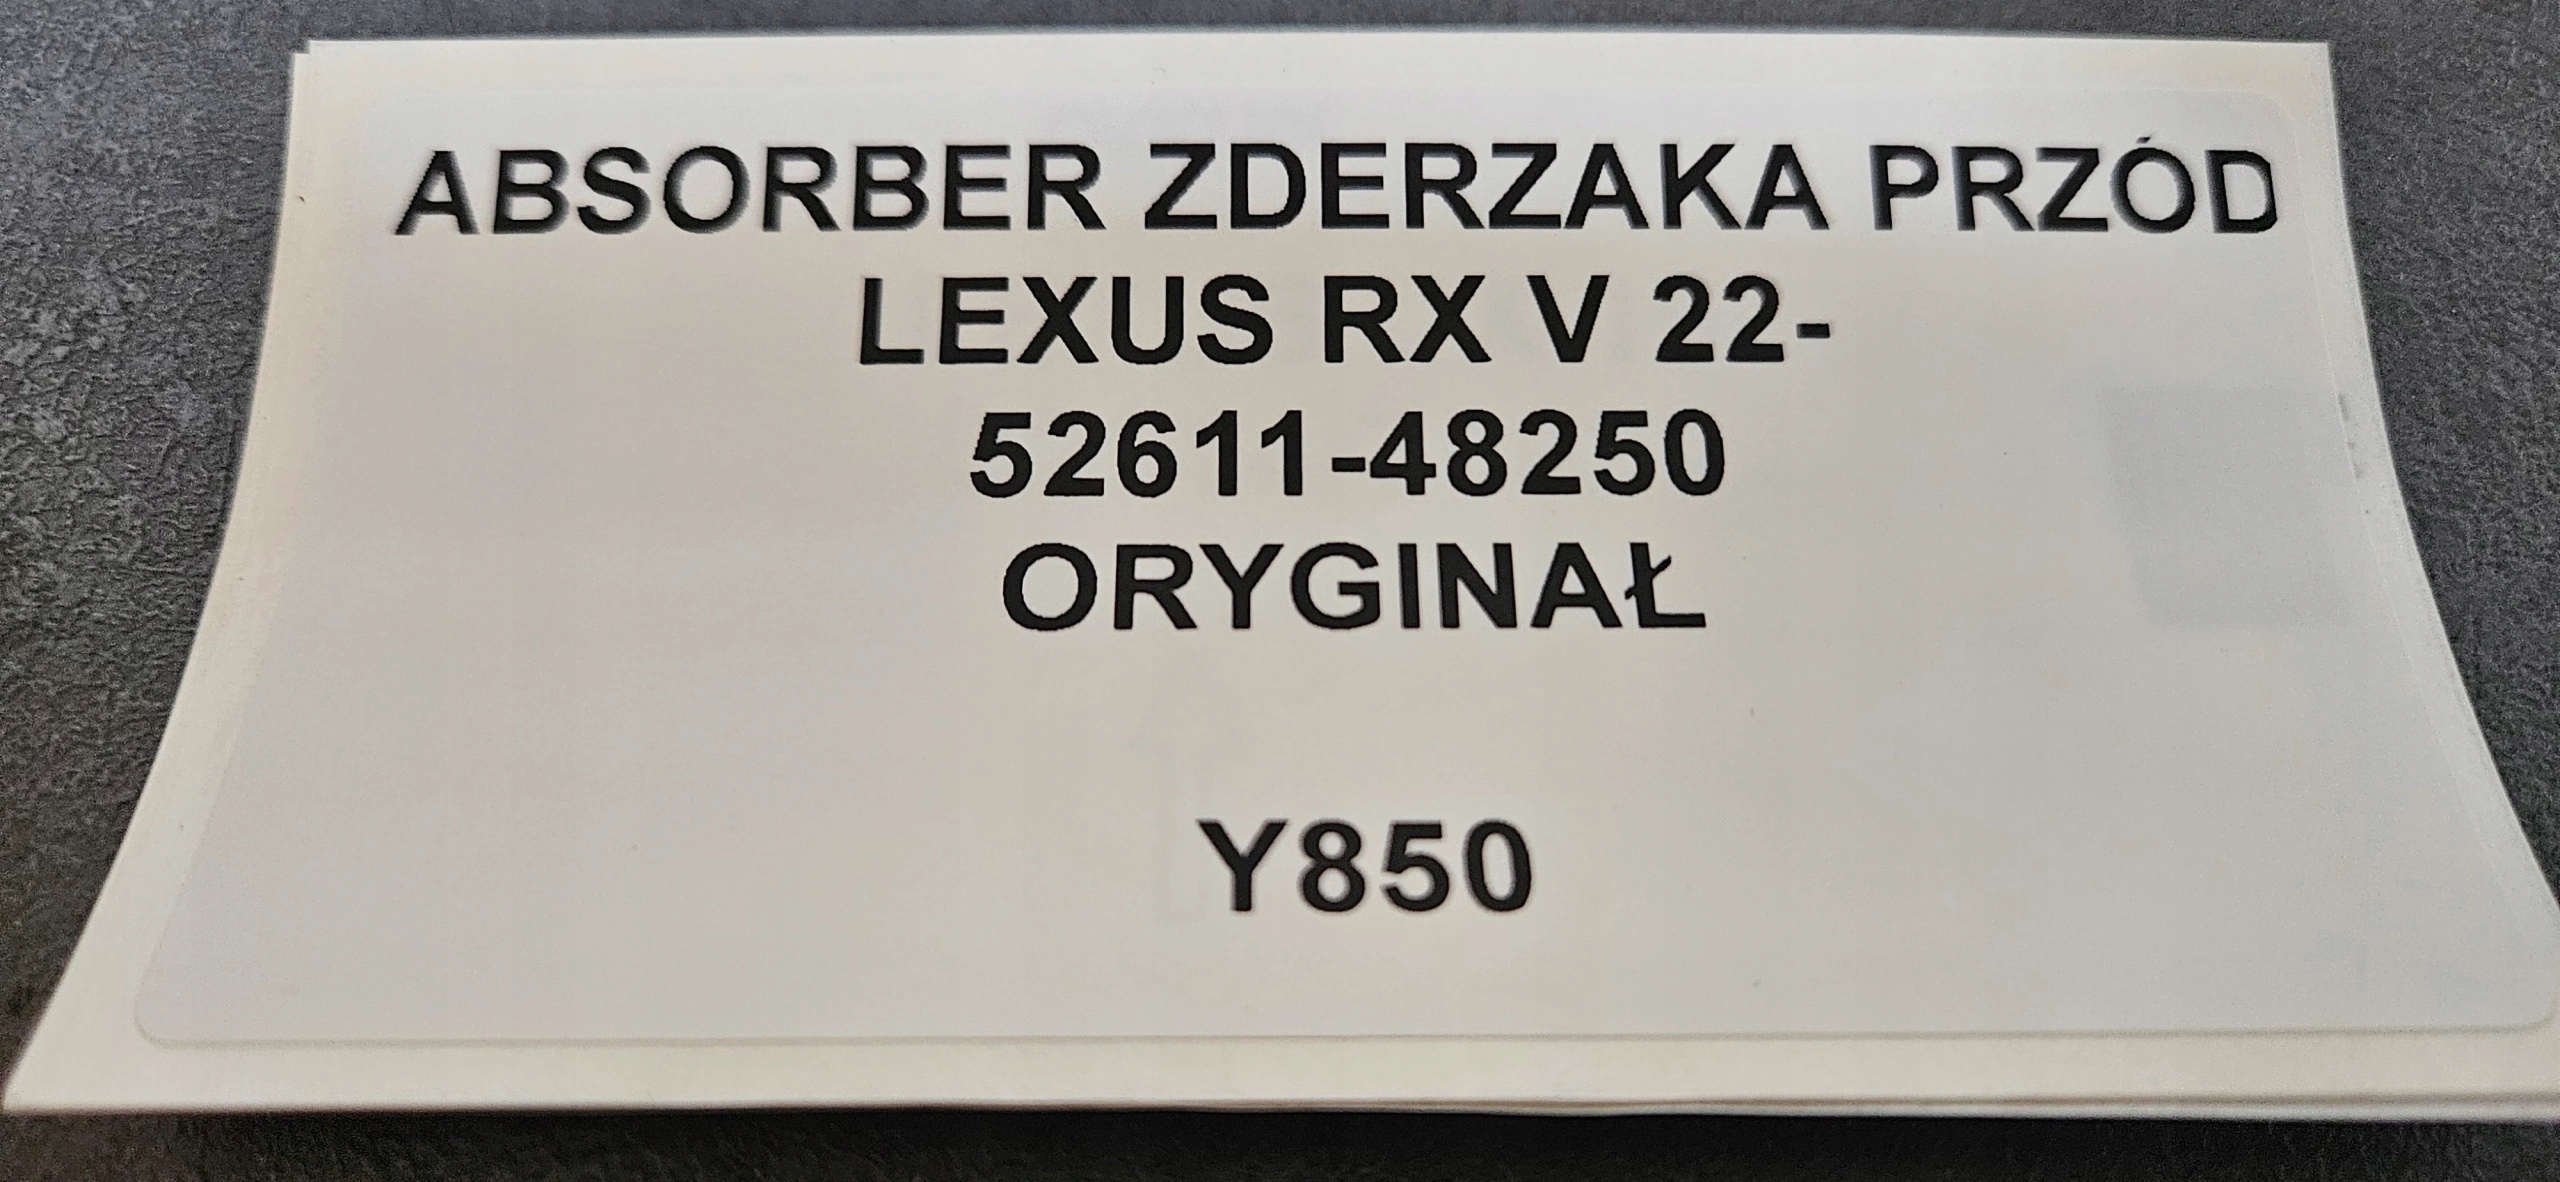 ABSORBER ZDERZAKA PRZÓD
LEXUS RX V 22-
52611-48250
ORYGINAŁ
Y850